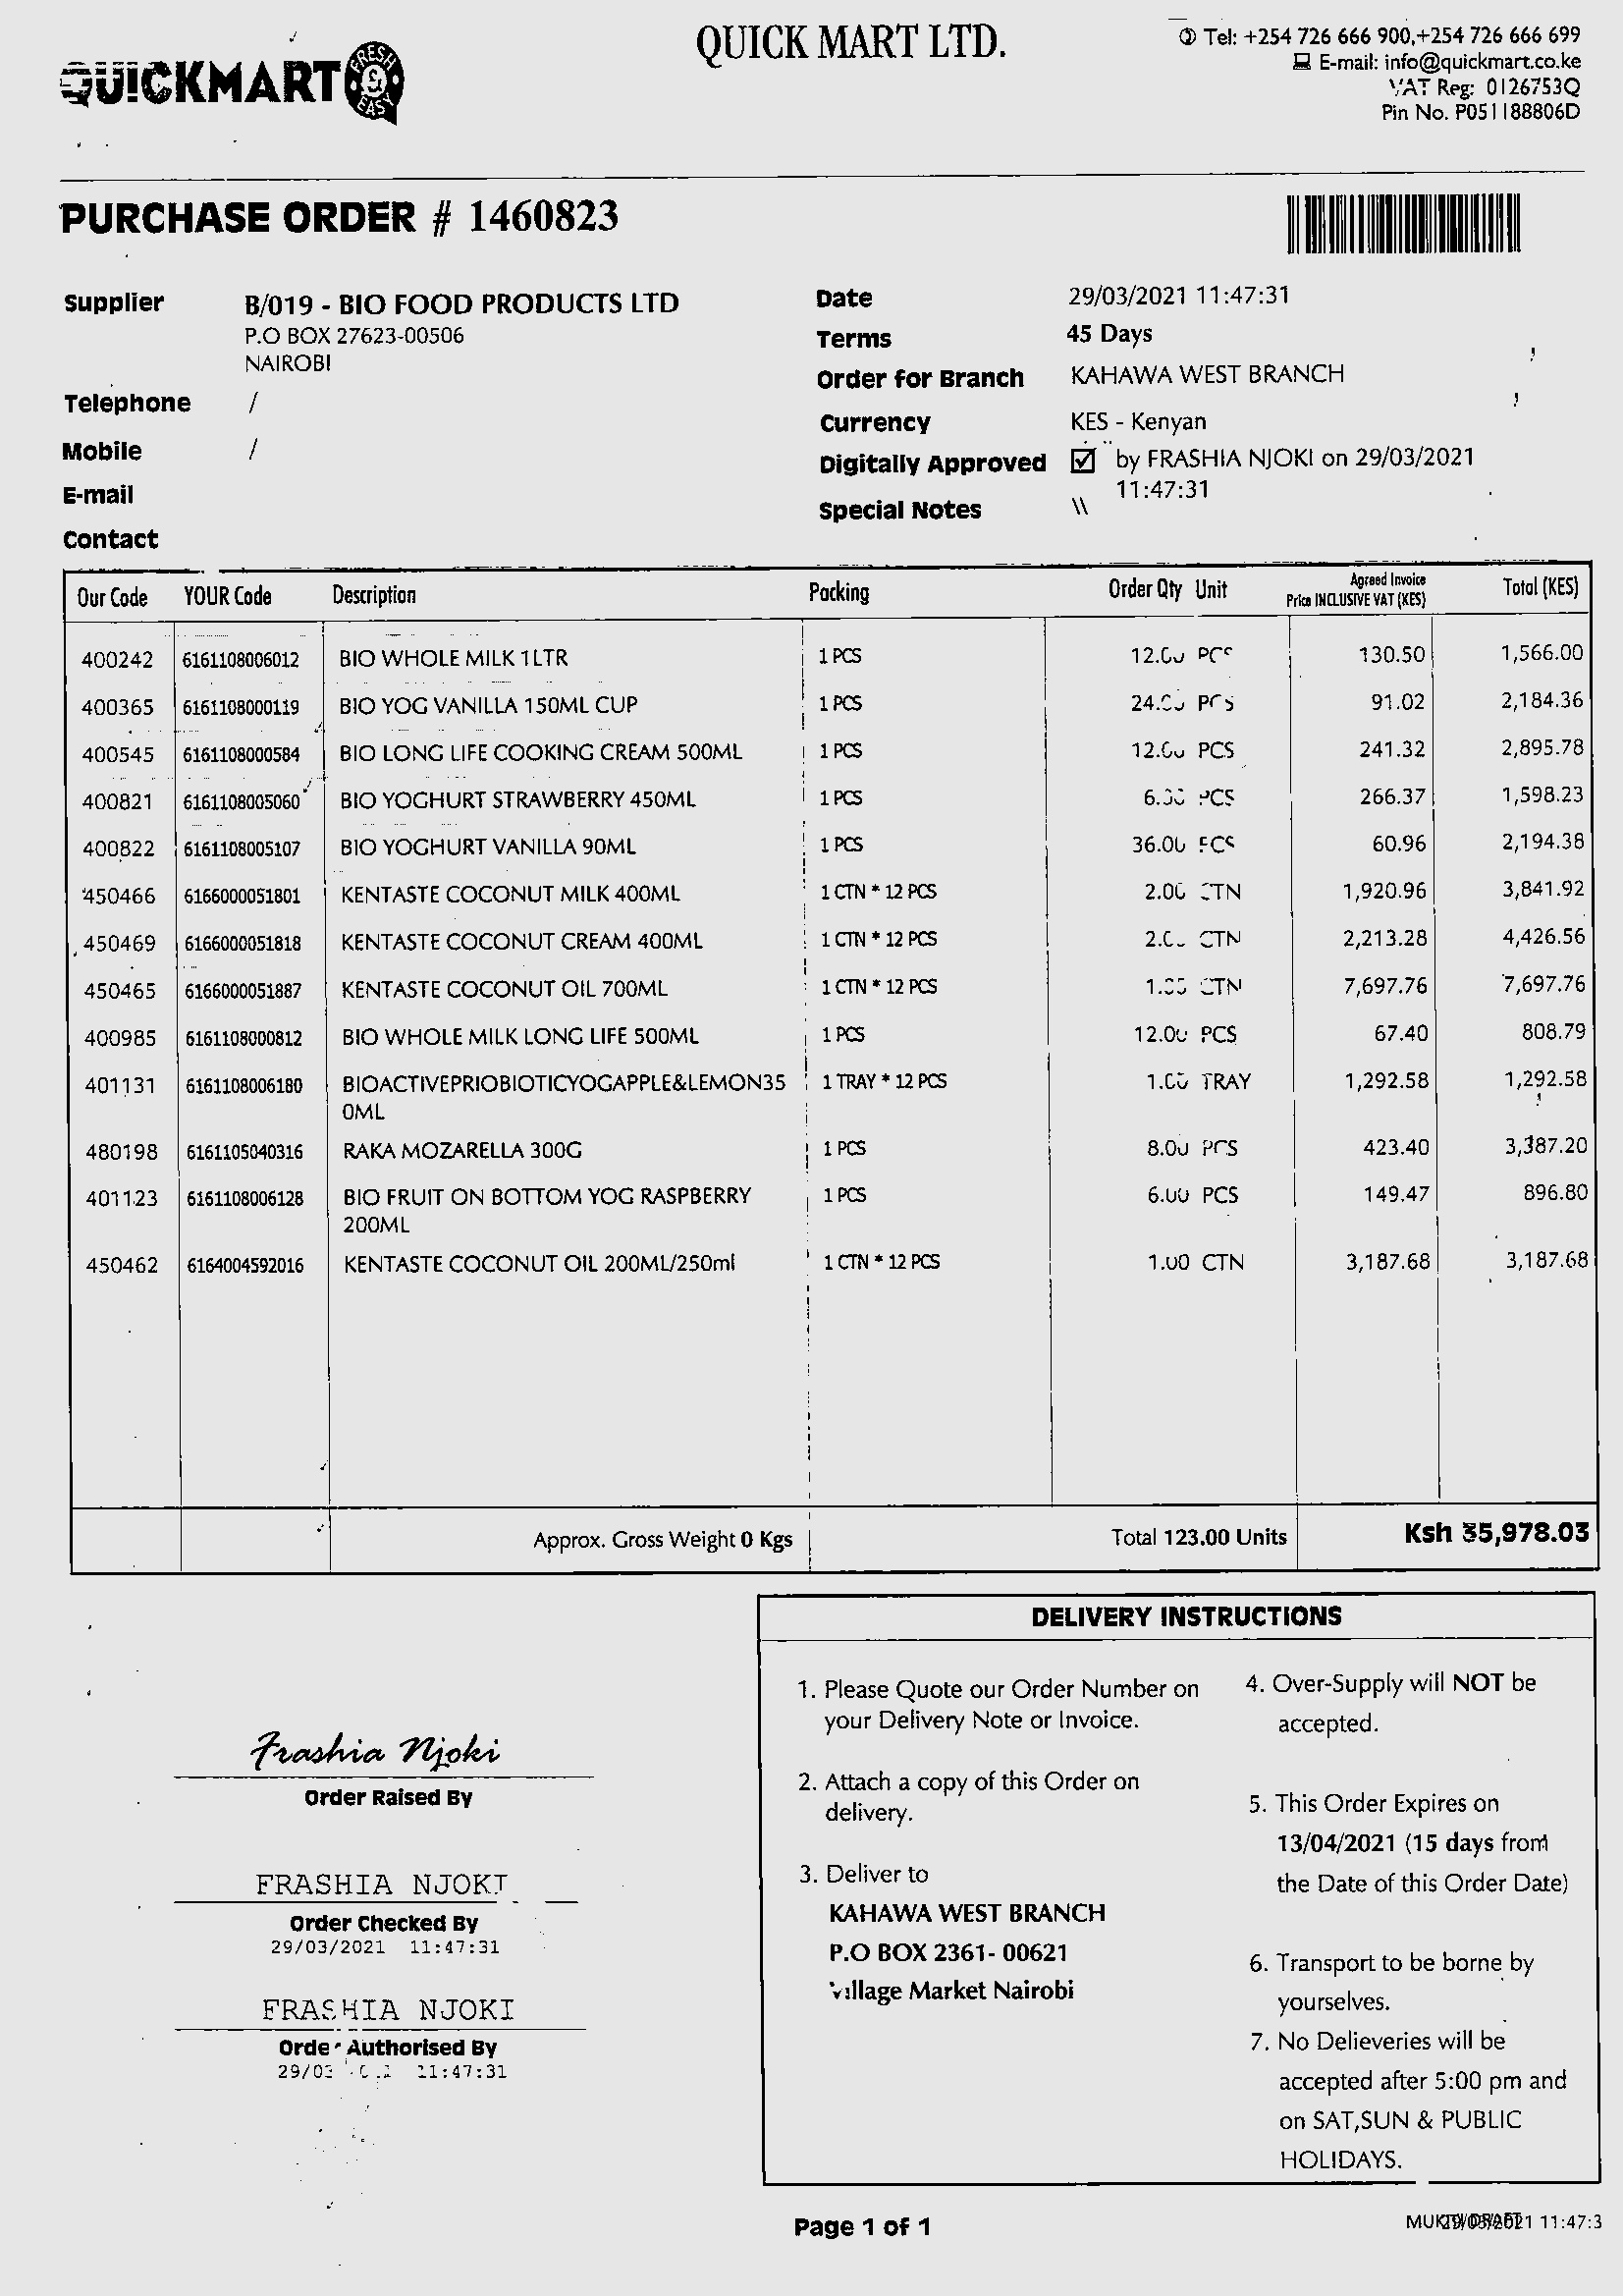 QUICKMART FRESH & EASY
QUICK MART LTD.
Tel: +254 726 666 900,+254 726 666 699
E-mail: info@quickmart.co.ke
VAT Reg: 0126753Q
Pin No. P051188806D
PURCHASE ORDER # 1460823
Supplier B/019 - BIO FOOD PRODUCTS LTD
P.O BOX 27623-00506
NAIROBI
Telephone /
Mobile /
E-mail
Contact
Date 29/03/2021 11:47:31
Terms 45 Days
Order for Branch KAHAWA WEST BRANCH
Currency KES - Kenyan
Digitally Approved ☑ by FRASHIA NJOKI on 29/03/2021
11:47:31
Special Notes \\
Our Code YOUR Code Description Packing Order Qty Unit Agreed Invoice Price INCLUSIVE VAT (KES) Total (KES)
400242 6161108006012 BIO WHOLE MILK 1LTR 1 PCS 12.00 PCS 130.50 1,566.00
400365 6161108000119 BIO YOG VANILLA 150ML CUP 1 PCS 24.00 PCS 91.02 2,184.36
400545 6161108000584 BIO LONG LIFE COOKING CREAM 500ML 1 PCS 12.00 PCS 241.32 2,895.78
400821 6161108005060 BIO YOGHURT STRAWBERRY 450ML 1 PCS 6.00 PCS 266.37 1,598.23
400822 6161108005107 BIO YOGHURT VANILLA 90ML 1 PCS 36.00 PCS 60.96 2,194.38
450466 6166000051801 KENTASTE COCONUT MILK 400ML 1 CTN * 12 PCS 2.00 CTN 1,920.96 3,841.92
450469 6166000051818 KENTASTE COCONUT CREAM 400ML 1 CTN * 12 PCS 2.00 CTN 2,213.28 4,426.56
450465 6166000051887 KENTASTE COCONUT OIL 700ML 1 CTN * 12 PCS 1.00 CTN 7,697.76 7,697.76
400985 6161108000812 BIO WHOLE MILK LONG LIFE 500ML 1 PCS 12.00 PCS 67.40 808.79
401131 6161108006180 BIOACTIVEPRIOBIOTICYOGAPPLE&LEMON35 1 TRAY * 12 PCS 1.00 TRAY 1,292.58 1,292.58
0ML
480198 6161105040316 RAKA MOZARELLA 300G 1 PCS 8.00 PCS 423.40 3,387.20
401123 6161108006128 BIO FRUIT ON BOTTOM YOG RASPBERRY 1 PCS 6.00 PCS 149.47 896.80
200ML
450462 6164004592016 KENTASTE COCONUT OIL 200ML/250ml 1 CTN * 12 PCS 1.00 CTN 3,187.68 3,187.68
Approx. Gross Weight 0 Kgs Total 123.00 Units Ksh 35,978.03
Frashia Njoki
Order Raised By
FRASHIA NJOKI
Order Checked By
29/03/2021 11:47:31
FRASHIA NJOKI
Order Authorised By
11:47:31
DELIVERY INSTRUCTIONS
1. Please Quote our Order Number on
your Delivery Note or Invoice.
2. Attach a copy of this Order on
delivery.
3. Deliver to
KAHAWA WEST BRANCH
P.O BOX 2361- 00621
Village Market Nairobi
4. Over-Supply will NOT be
accepted.
5. This Order Expires on
13/04/2021 (15 days from
the Date of this Order Date)
6. Transport to be borne by
yourselves.
7. No Delieveries will be
accepted after 5:00 pm and
on SAT,SUN & PUBLIC
HOLIDAYS.
Page 1 of 1
11:47:3